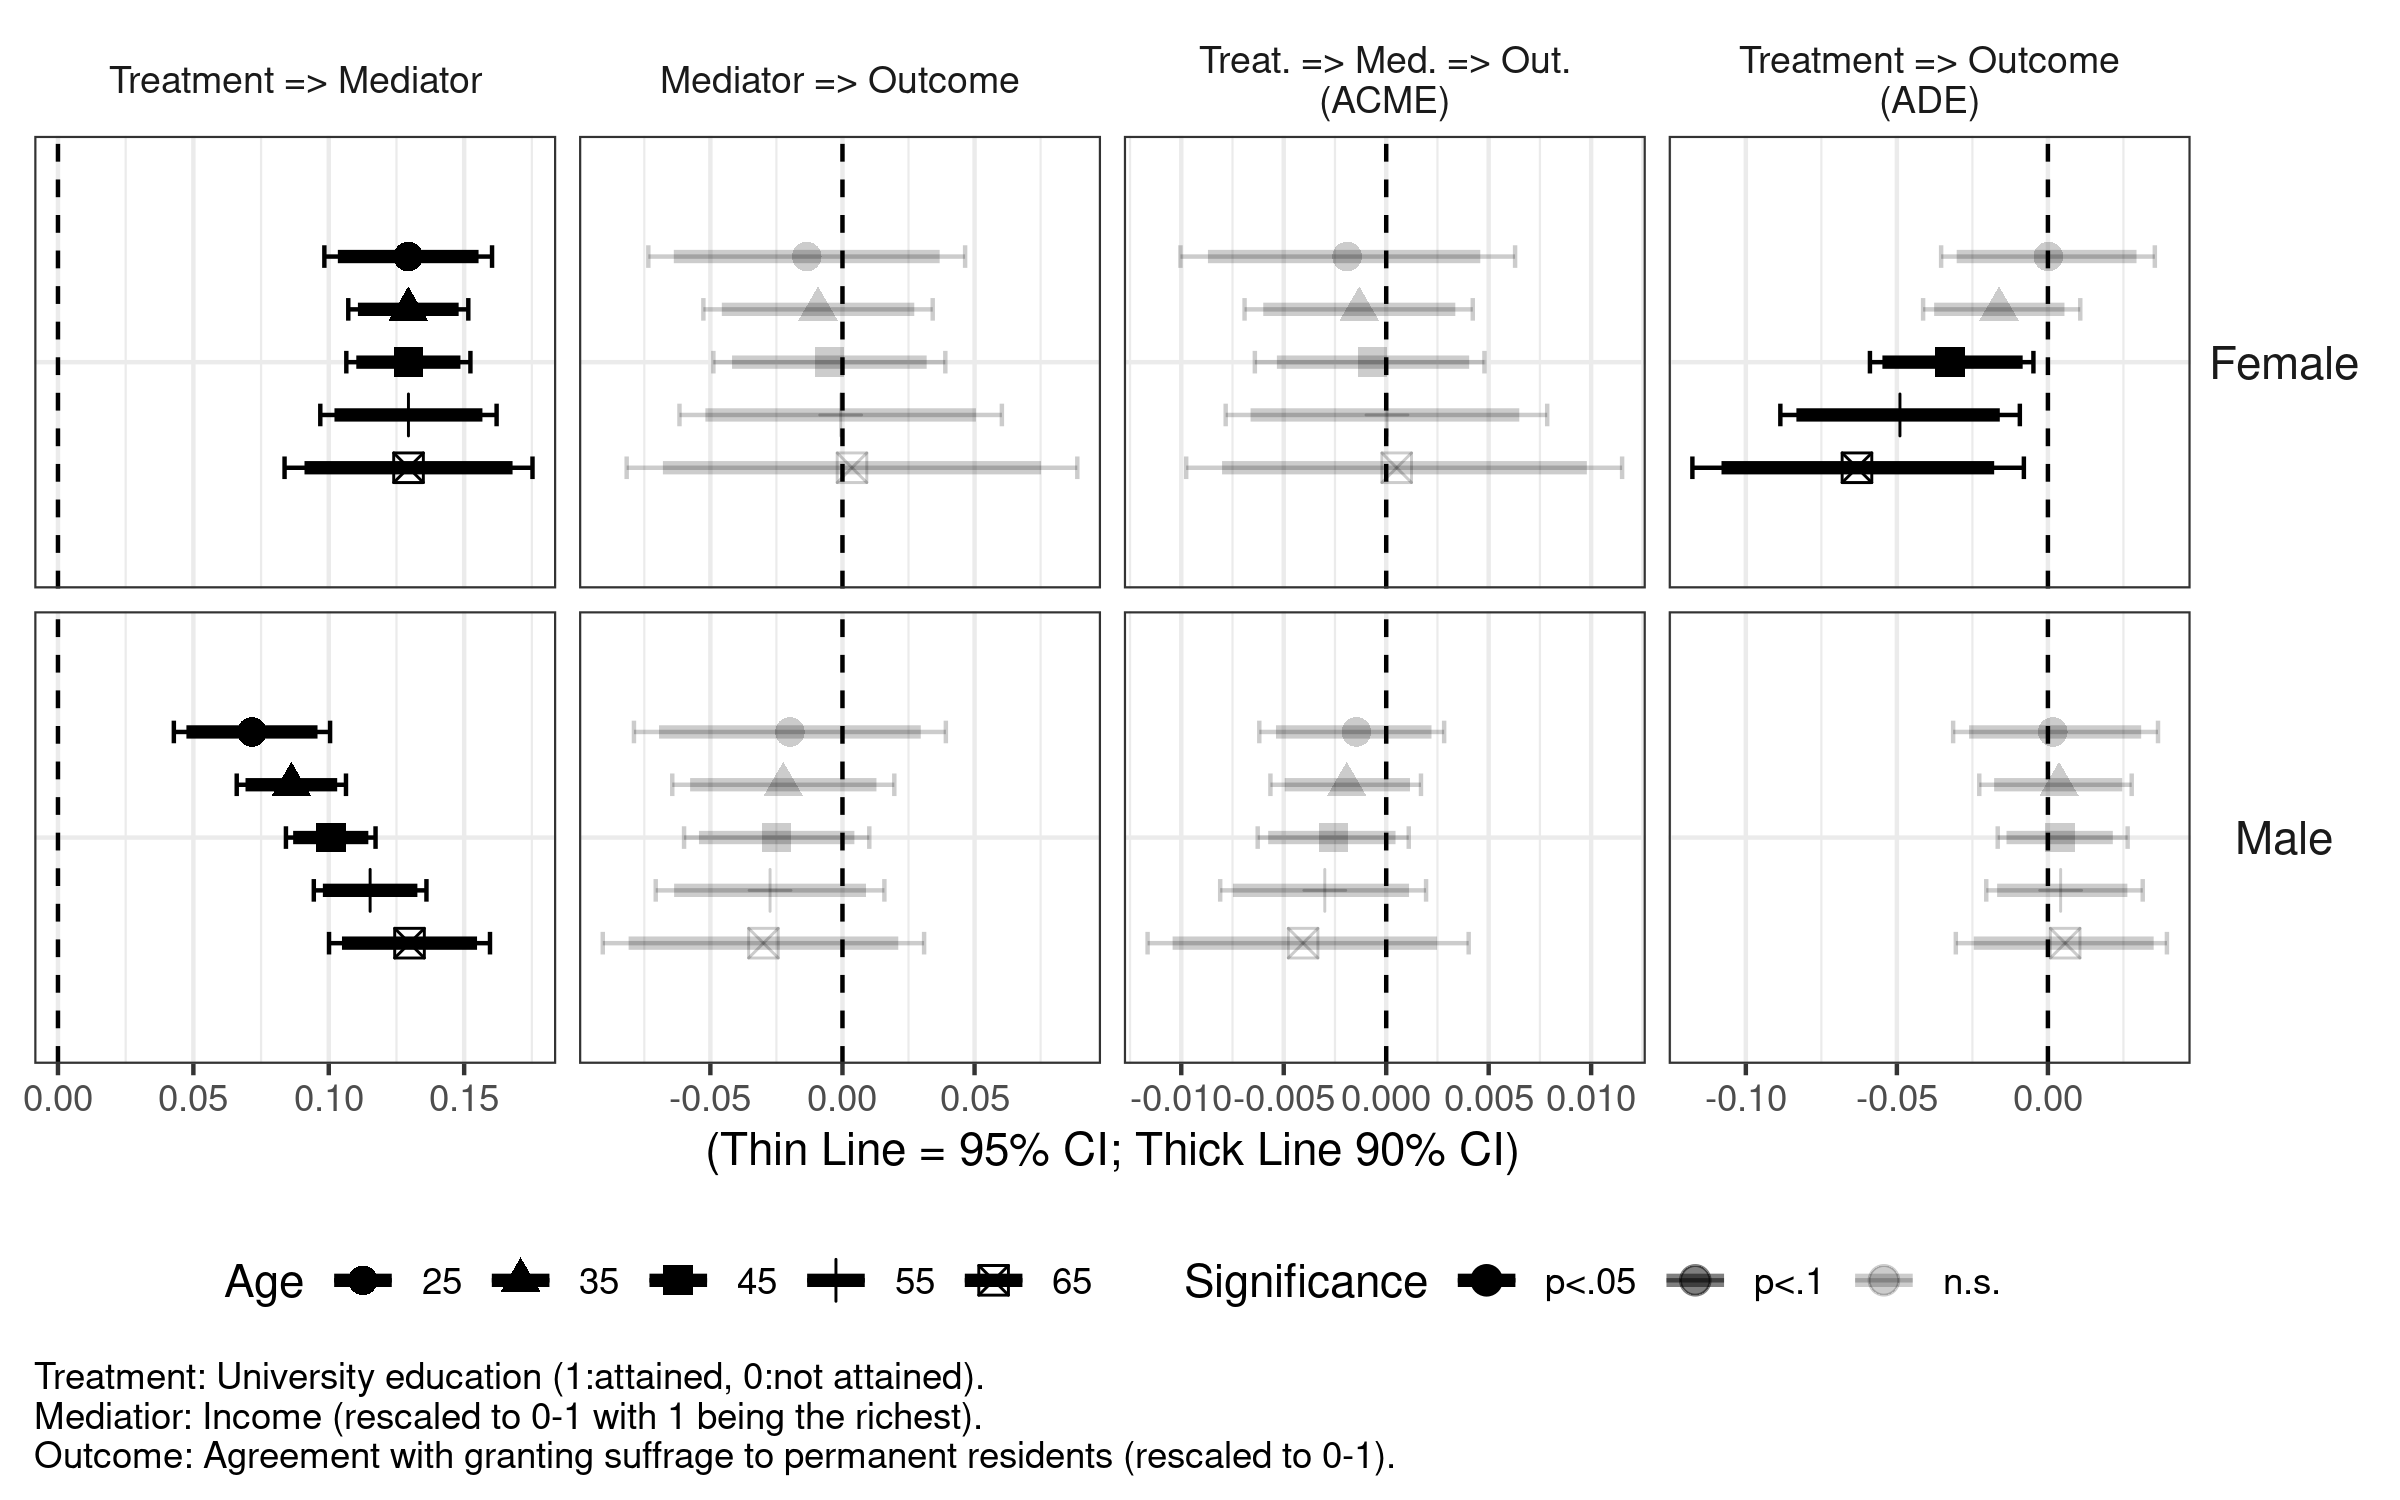 Treatment => Mediator
Mediator => Outcome
Treat. => Med. => Out.
(ACME)
Treatment => Outcome
(ADE)
Female
Male
0.00 0.05 0.10 0.15
-0.05 0.00 0.05
-0.010 -0.005 0.000 0.005 0.010
-0.10 -0.05 0.00
(Thin Line = 95% CI; Thick Line 90% CI)
Age 25 35 45 55 65 Significance p<.05 p<.1 n.s.
Treatment: University education (1:attained, 0:not attained).
Mediatior: Income (rescaled to 0-1 with 1 being the richest).
Outcome: Agreement with granting suffrage to permanent residents (rescaled to 0-1).